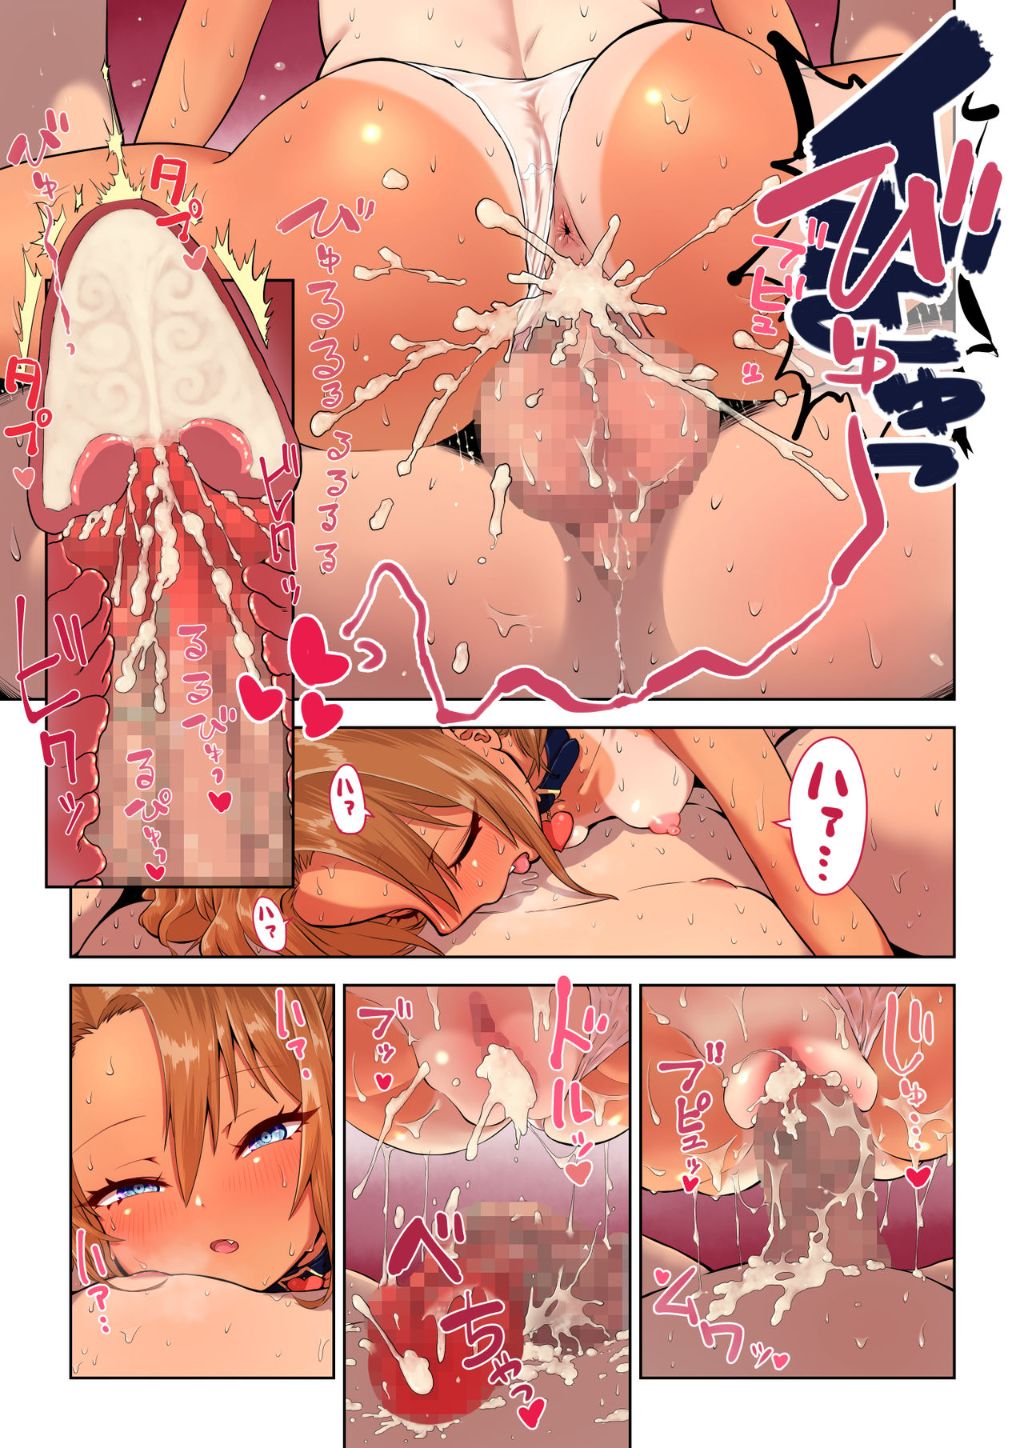 イきゅっ
びゅ
ブビュッ
びゅるるるるるる
っ
タプ
びゅ〜
タプ
ビクッ
るるびゅっ
るぴゅっ
ビクッ
ハァ…
ハァ
ハァ
じゅ…
ブピュッ
ムワッ
ドルッ
ブッ
べちゃっ
ハァ…
ハァ…